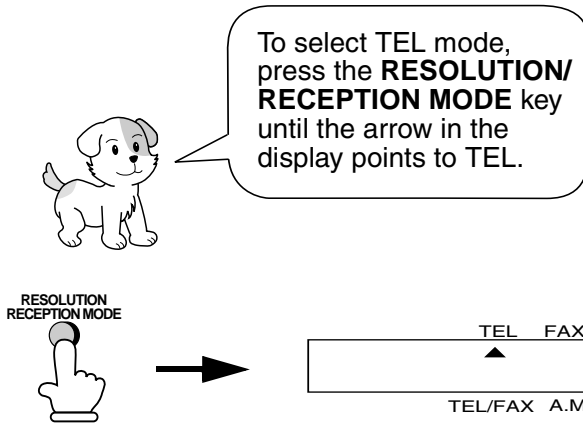 To select TEL mode,
press the RESOLUTION/
RECEPTION MODE key
until the arrow in the
display points to TEL.
RESOLUTION
RECEPTION MODE
TEL FAX
TEL/FAX A.M